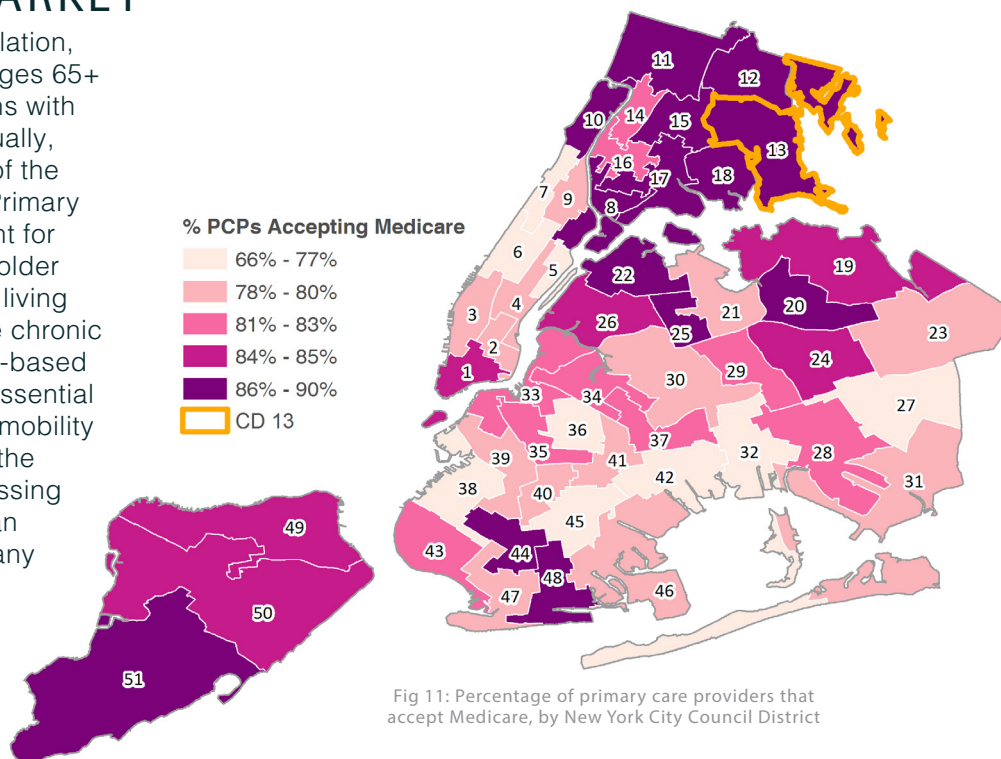 lation,
ges 65+
ns with
ually,
of the
Primary
nt for
older
living
e chronic
-based
ssential
mobility
the
ssing
an
any
% PCPs Accepting Medicare
66% - 77%
78% - 80%
81% - 83%
84% - 85%
86% - 90%
CD 13
11
12
10
14
15
13
16
17
18
7
9
8
6
5
22
19
20
3
4
26
21
25
23
2
24
1
30
29
33
34
27
36
37
39
35
41
32
28
42
31
38
40
45
43
44
48
47
46
49
50
51
Fig 11: Percentage of primary care providers that
accept Medicare, by New York City Council District